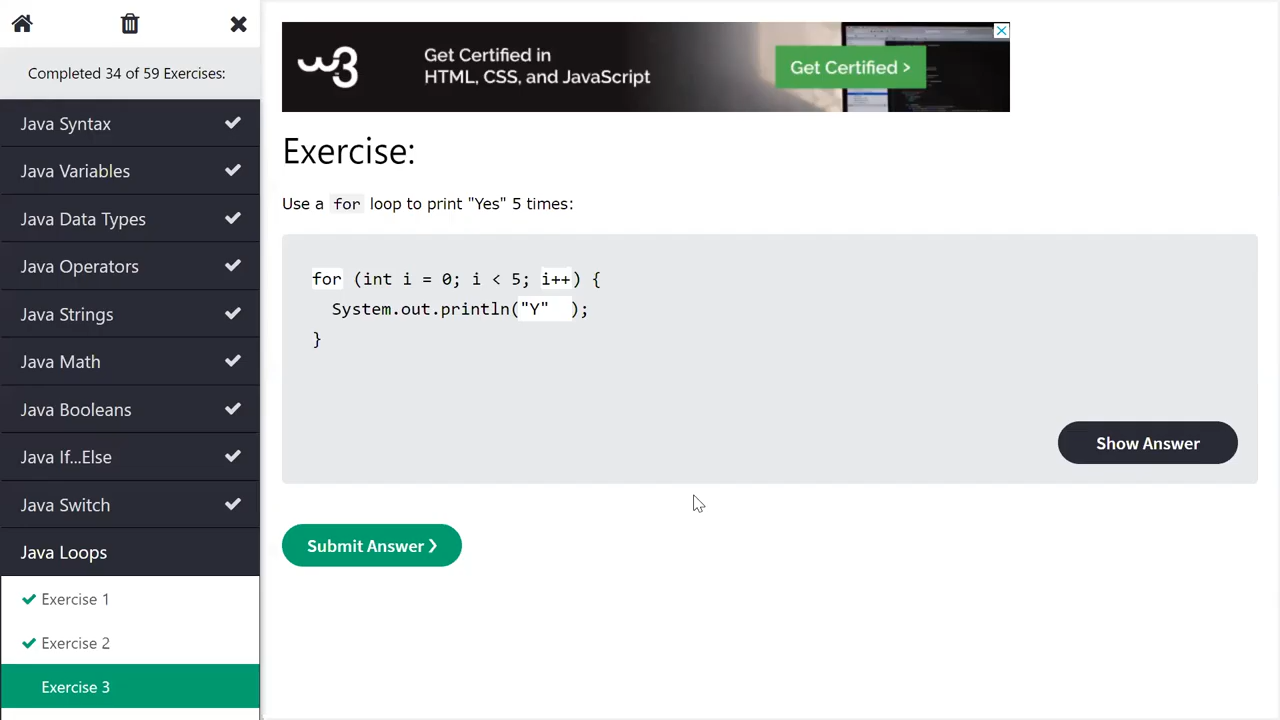 Completed 34 of 59 Exercises:
Java Syntax
Java Variables
Java Data Types
Java Operators
Java Strings
Java Math
Java Booleans
Java If...Else
Java Switch
Java Loops
Exercise 1
Exercise 2
Exercise 3
w3
Get Certified in
HTML, CSS, and JavaScript
Get Certified >
Exercise:
Use a for loop to print "Yes" 5 times:
for (int i = 0; i < 5; i++) {
System.out.println("Y" );
}
Show Answer
Submit Answer ❯